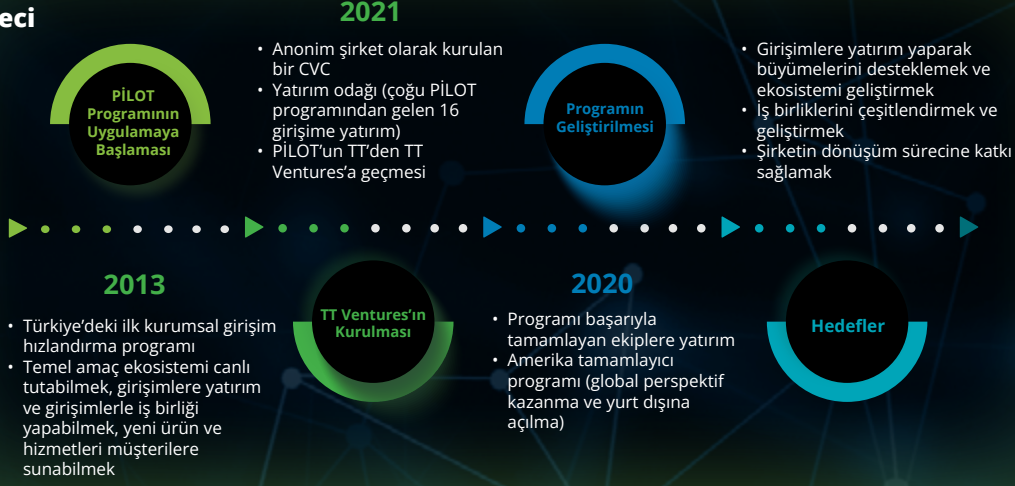 eci
PİLOT
Programının
Uygulamaya
Başlaması
2013
• Türkiye’deki ilk kurumsal girişim
hızlandırma programı
• Temel amaç ekosistemi canlı
tutabilmek, girişimlere yatırım
ve girişimlerle iş birliği
yapabilmek, yeni ürün ve
hizmetleri müşterilere
sunabilmek
2021
• Anonim şirket olarak kurulan
bir CVC
• Yatırım odağı (çoğu PİLOT
programından gelen 16
girişime yatırım)
• PİLOT’un TT’den TT
Ventures’a geçmesi
TT Ventures’ın
Kurulması
Programın
Geliştirilmesi
2020
• Programı başarıyla
tamamlayan ekiplere yatırım
• Amerika tamamlayıcı
programı (global perspektif
kazanma ve yurt dışına
açılma)
• Girişimlere yatırım yaparak
büyümelerini desteklemek ve
ekosistemi geliştirmek
• İş birliklerini çeşitlendirmek ve
geliştirmek
• Şirketin dönüşüm sürecine katkı
sağlamak
Hedefler